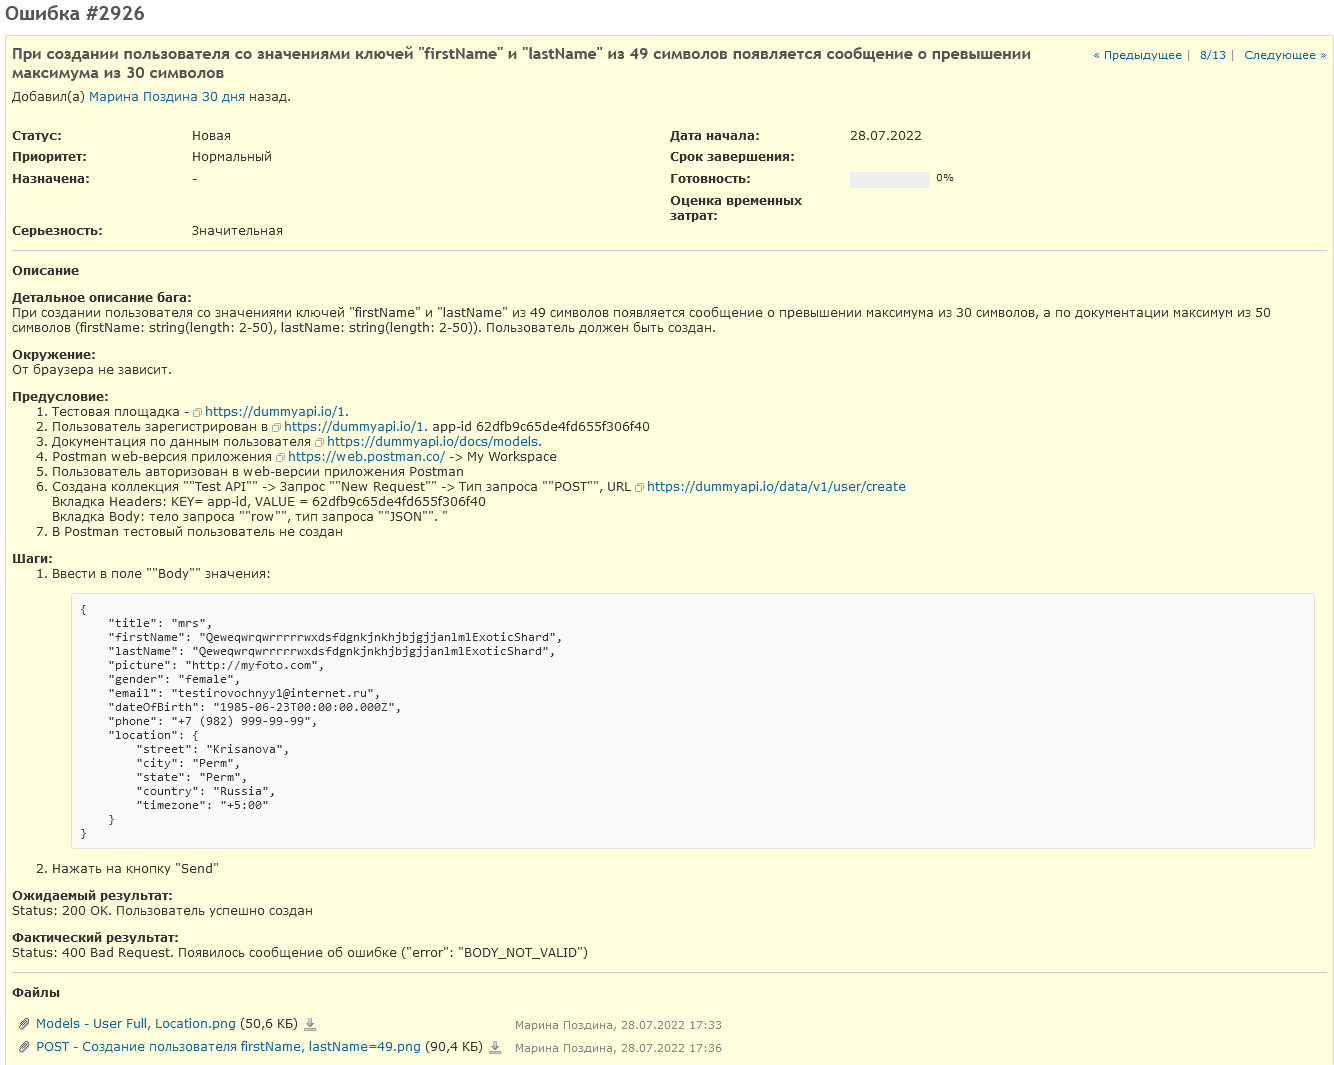 Ошибка #2926
При создании пользователя со значениями ключей "firstName" и "lastName" из 49 символов появляется сообщение о превышении
максимума из 30 символов
« Предыдущее | 8/13 | Следующее »
Добавил(а) Марина Поздина 30 дня назад.
Статус: Новая
Дата начала: 28.07.2022
Приоритет: Нормальный
Срок завершения:
Назначена: -
Готовность: 0%
Оценка временных
затрат:
Серьезность: Значительная
Описание
Детальное описание бага:
При создании пользователя со значениями ключей "firstName" и "lastName" из 49 символов появляется сообщение о превышении максимума из 30 символов, а по документации максимум из 50
символов (firstName: string(length: 2-50), lastName: string(length: 2-50)). Пользователь должен быть создан.
Окружение:
От браузера не зависит.
Предусловие:
1. Тестовая площадка - https://dummyapi.io/1.
2. Пользователь зарегистрирован в https://dummyapi.io/1. app-id 62dfb9c65de4fd655f306f40
3. Документация по данным пользователя https://dummyapi.io/docs/models.
4. Postman web-версия приложения https://web.postman.co/ -> My Workspace
5. Пользователь авторизован в web-версии приложения Postman
6. Создана коллекция ""Test API"" -> Запрос ""New Request"" -> Тип запроса ""POST"", URL https://dummyapi.io/data/v1/user/create
Вкладка Headers: KEY= app-id, VALUE = 62dfb9c65de4fd655f306f40
Вкладка Body: тело запроса ""row"", тип запроса ""JSON"". "
7. В Postman тестовый пользователь не создан
Шаги:
1. Ввести в поле ""Body"" значения:
{
"title": "mrs",
"firstName": "QeweqwrqwrrrrrwxdsfdgnkjnkhjbjgjjanlmlExoticShard",
"lastName": "QeweqwrqwrrrrrwxdsfdgnkjnkhjbjgjjanlmlExoticShard",
"picture": "http://myfoto.com",
"gender": "female",
"email": "testirovochnyy1@internet.ru",
"dateOfBirth": "1985-06-23T00:00:00.000Z",
"phone": "+7 (982) 999-99-99",
"location": {
"street": "Krisanova",
"city": "Perm",
"state": "Perm",
"country": "Russia",
"timezone": "+5:00"
}
}
2. Нажать на кнопку "Send"
Ожидаемый результат:
Status: 200 OK. Пользователь успешно создан
Фактический результат:
Status: 400 Bad Request. Появилось сообщение об ошибке ("error": "BODY_NOT_VALID")
Файлы
Models - User Full, Location.png (50,6 КБ) Марина Поздина, 28.07.2022 17:33
POST - Создание пользователя firstName, lastName=49.png (90,4 КБ) Марина Поздина, 28.07.2022 17:36